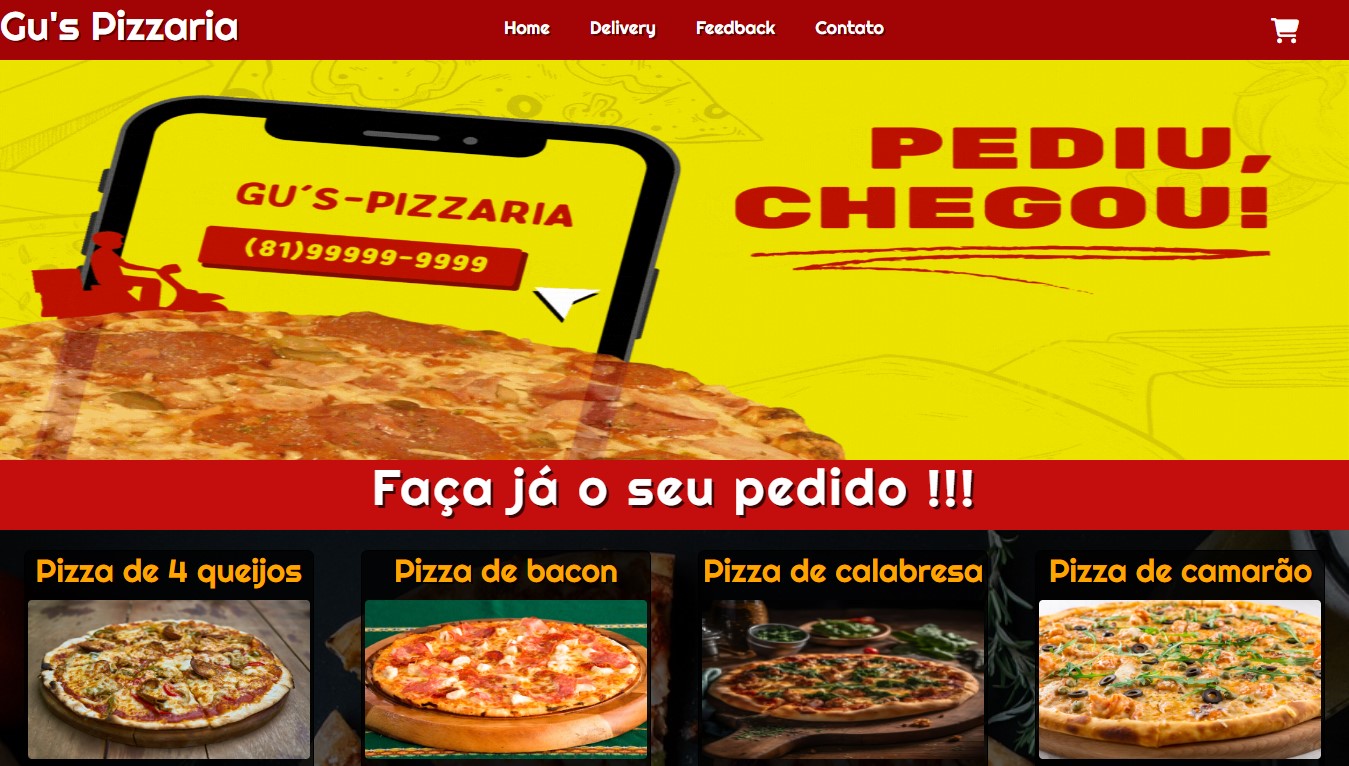 Gu's Pizzaria
Home Delivery Feedback Contato
PEDIU,
CHEGOU!
GU´S-PIZZARIA
(81)99999-9999
Faça já o seu pedido !!!
Pizza de 4 queijos
Pizza de bacon
Pizza de calabresa
Pizza de camarão